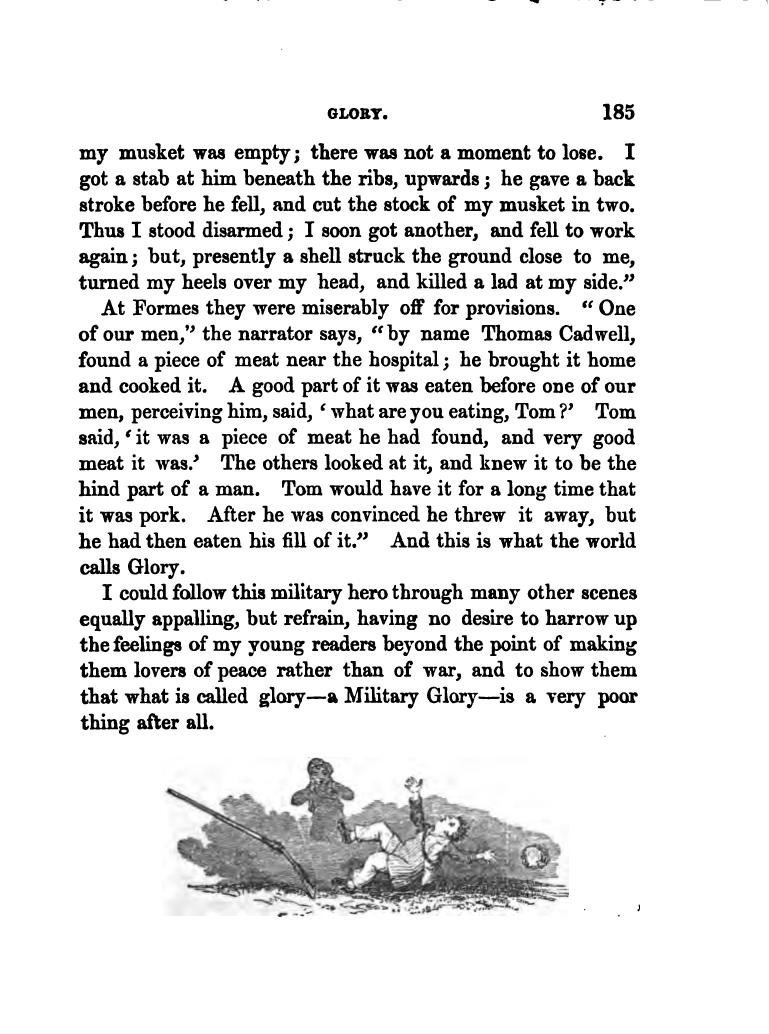 GLORY. 185
my musket was empty; there was not a moment to lose. I
got a stab at him beneath the ribs, upwards; he gave a back
stroke before he fell, and cut the stock of my musket in two.
Thus I stood disarmed; I soon got another, and fell to work
again; but, presently a shell struck the ground close to me,
turned my heels over my head, and killed a lad at my side.”
At Formes they were miserably off for provisions. “One
of our men,” the narrator says, “by name Thomas Cadwell,
found a piece of meat near the hospital; he brought it home
and cooked it. A good part of it was eaten before one of our
men, perceiving him, said, ‘what are you eating, Tom?’ Tom
said, ‘it was a piece of meat he had found, and very good
meat it was.’ The others looked at it, and knew it to be the
hind part of a man. Tom would have it for a long time that
it was pork. After he was convinced he threw it away, but
he had then eaten his fill of it.” And this is what the world
calls Glory.
I could follow this military hero through many other scenes
equally appalling, but refrain, having no desire to harrow up
the feelings of my young readers beyond the point of making
them lovers of peace rather than of war, and to show them
that what is called glory—a Military Glory—is a very poor
thing after all.